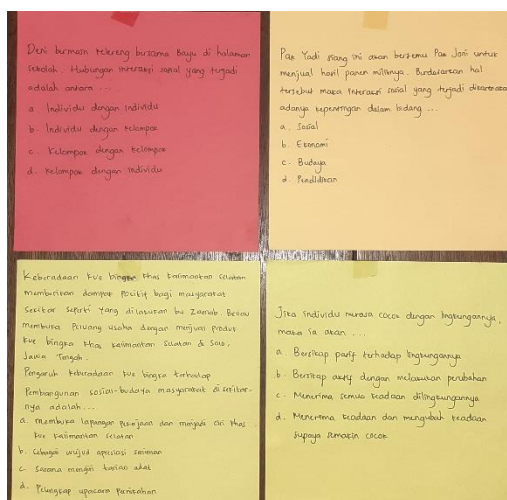 Deni bermain kelereng bersama Bayu di halaman
sekolah. Hubungan interaksi sosial yang terjadi
adalah antara ...
a. Individu dengan individu
b. Individu dengan kelompok
c. Kelompok dengan kelompok
d. Kelompok dengan individu
Pak Yadi siang ini akan bertemu Pak Joni untuk
menjual hasil panen miliknya. Berdasarkan hal
tersebut maka interaksi sosial yang terjadi dikarenakan
adanya kepentingan dalam bidang ...
a. Sosial
b. Ekonomi
c. Budaya
d. Pendidikan
Keberadaan kue bingka khas Kalimantan Selatan
memberikan dampak positif bagi masyarakat
sekitar seperti yang dilakukan bu Zaenab. Beliau
membuka peluang usaha dengan menjual produk
kue bingka khas Kalimantan Selatan di Solo,
Jawa Tengah.
Pengaruh keberadaan kue bingka terhadap
Pembangunan sosial-budaya masyarakat di sekitar-
nya adalah ...
a. membuka lapangan pekerjaan dan menjadi ciri khas
kue Kalimantan Selatan
b. Sebagai wujud apresiasi seniman
c. Sarana mengiri tarian adat
d. Pelengkap upacara pernikahan
Jika individu merasa cocok dengan lingkungannya,
maka ia akan ...
a. Bersikap pasif terhadap lingkungannya
b. Bersikap aktif dengan melakukan perubahan
c. Menerima semua keadaan dilingkungannya
d. Menerima keadaan dan mengubah keadaan
supaya semakin cocok